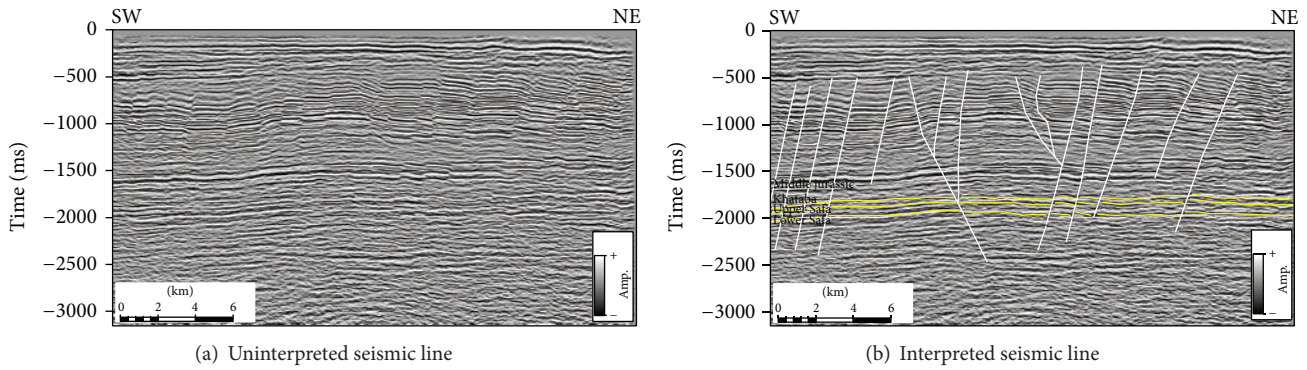 SW NE
0
−500
−1000
−1500
−2000
−2500
−3000
Time (ms)
(km)
0 2 4 6
+
Amp.
−
(a) Uninterpreted seismic line
SW NE
0
−500
−1000
−1500
−2000
−2500
−3000
Time (ms)
Middle Jurassic
Khataba
Upper Safa
Lower Safa
(km)
0 2 4 6
+
Amp.
−
(b) Interpreted seismic line